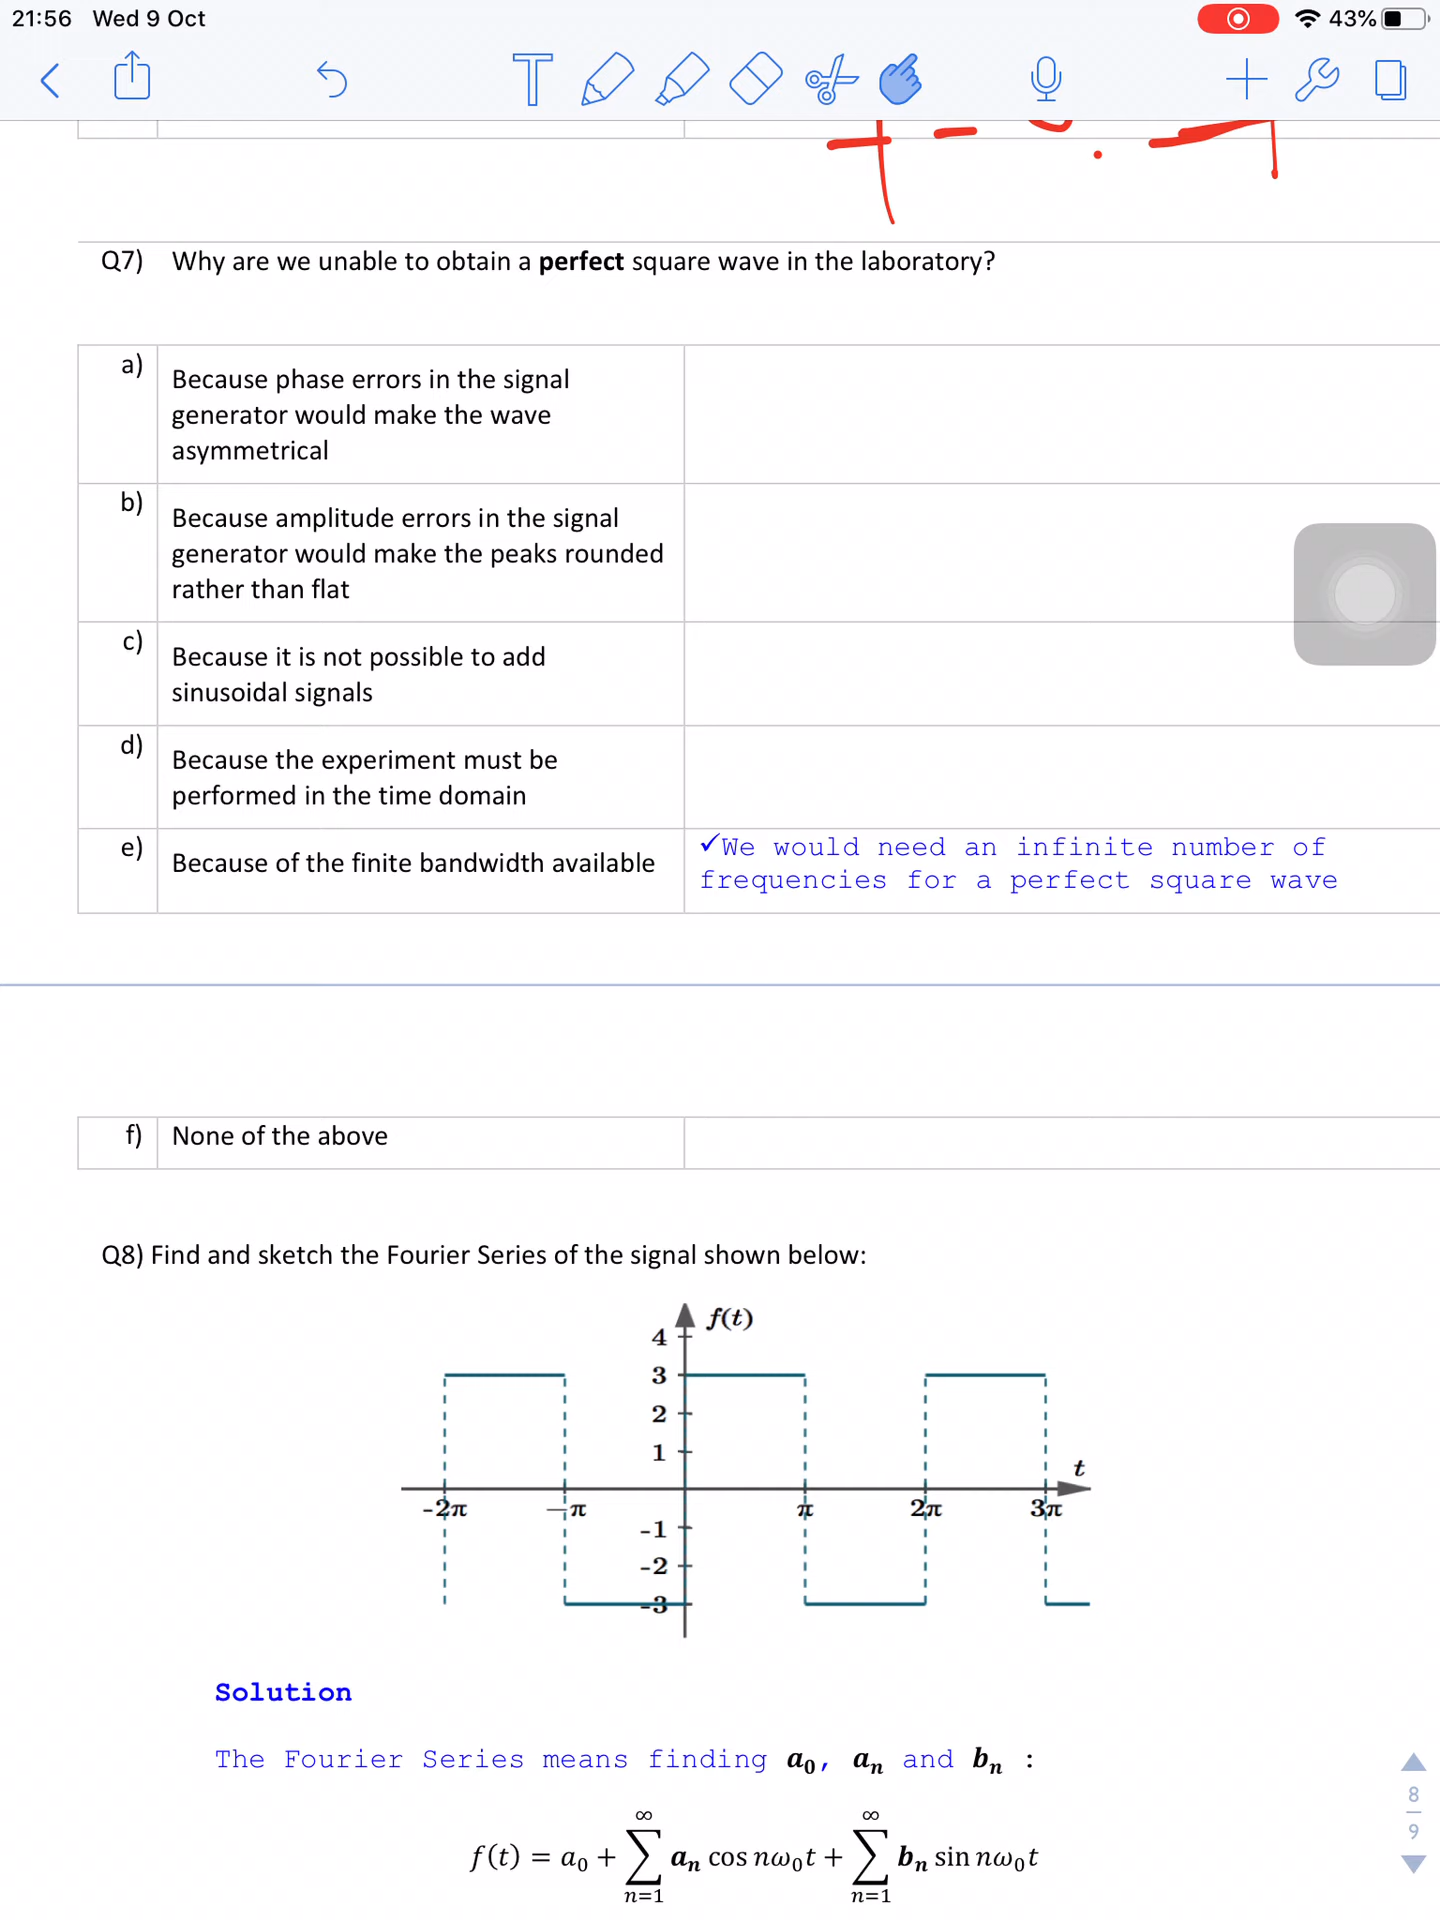 21:56 Wed 9 Oct
43%
T
Q7) Why are we unable to obtain a perfect square wave in the laboratory?
a) Because phase errors in the signal
generator would make the wave
asymmetrical
b) Because amplitude errors in the signal
generator would make the peaks rounded
rather than flat
c) Because it is not possible to add
sinusoidal signals
d) Because the experiment must be
performed in the time domain
e) Because of the finite bandwidth available
✓We would need an infinite number of
frequencies for a perfect square wave
f) None of the above
Q8) Find and sketch the Fourier Series of the signal shown below:
f(t)
4
3
2
1
t
-2π -π π 2π 3π
-1
-2
-3
Solution
The Fourier Series means finding a₀, aₙ and bₙ :
f(t) = a₀ + ∑_{n=1}^{∞} aₙ cos nω₀t + ∑_{n=1}^{∞} bₙ sin nω₀t
8
9